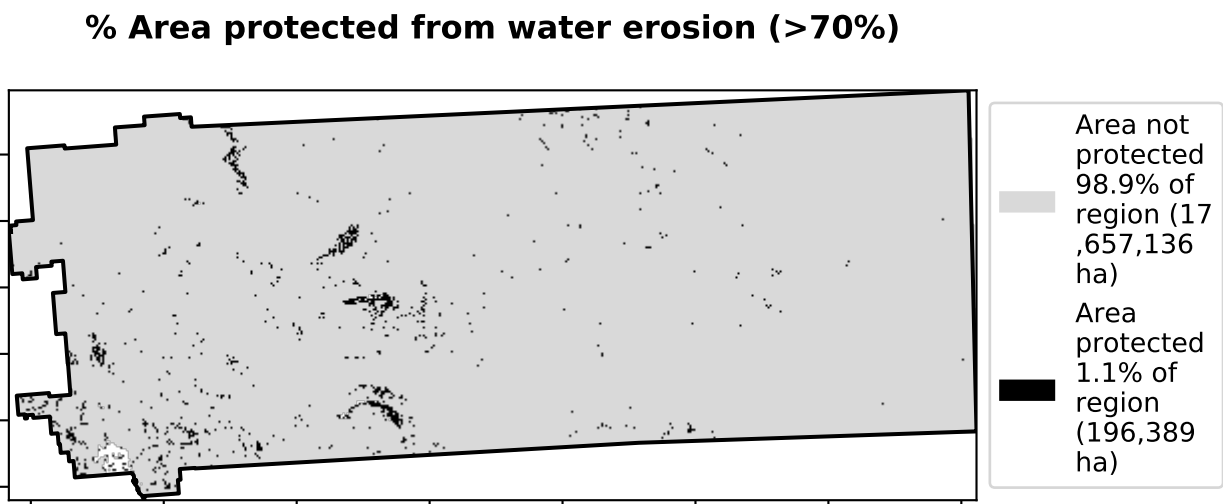 % Area protected from water erosion (>70%)
Area not
protected
98.9% of
region (17
,657,136
ha)
Area
protected
1.1% of
region
(196,389
ha)